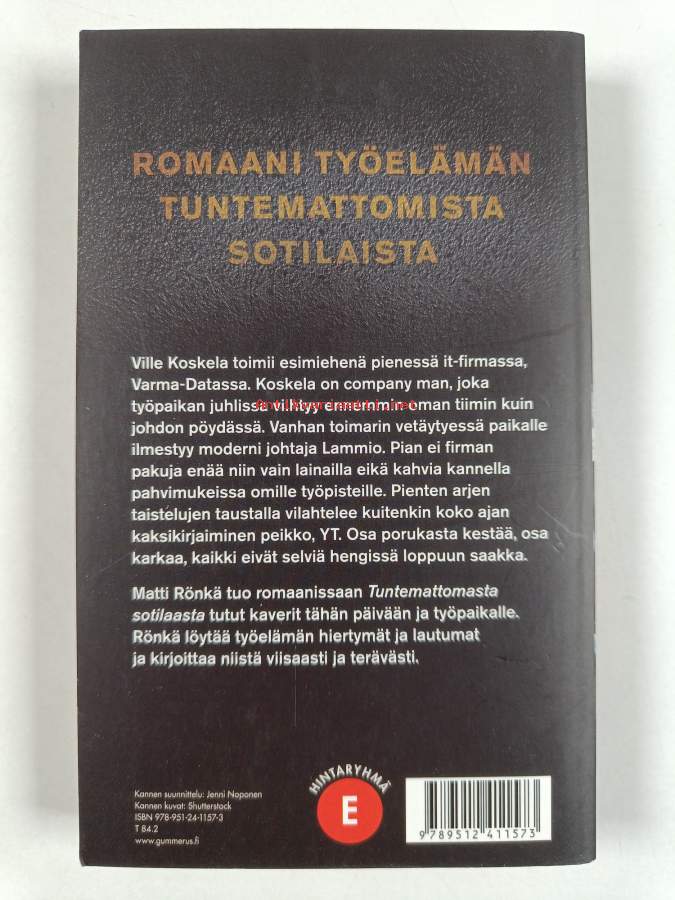 ROMAANI TYÖELÄMÄN
TUNTEMATTOMISTA
SOTILAISTA
Ville Koskela toimii esimiehenä pienessä it-firmassa,
Varma-Datassa. Koskela on company man, joka
työpaikan juhlissa viihtyy enemmin oman tiimin kuin
johdon pöydässä. Vanhan toimarin vetäytyessä paikalle
ilmestyy moderni johtaja Lammio. Pian ei firman
pakuja enää niin vain lainailla eikä kahvia kannella
pahvimukeissa omille työpisteille. Pienten arjen
taistelujen taustalla vilahtelee kuitenkin koko ajan
kaksikirjaiminen peikko, YT. Osa porukasta kestää, osa
karkaa, kaikki eivät selviä hengissä loppuun saakka.
Matti Rönkä tuo romaanissaan Tuntemattomasta
sotilaasta tutut kaverit tähän päivään ja työpaikalle.
Rönkä löytää työelämän hiertymät ja lautumat
ja kirjoittaa niistä viisaasti ja terävästi.
Kannen suunnittelu: Jenni Noponen
Kannen kuvat: Shutterstock
ISBN 978-951-24-1157-3
T 84.2
www.gummerus.fi
HINTARYHMÄ
E
9 789512 411573